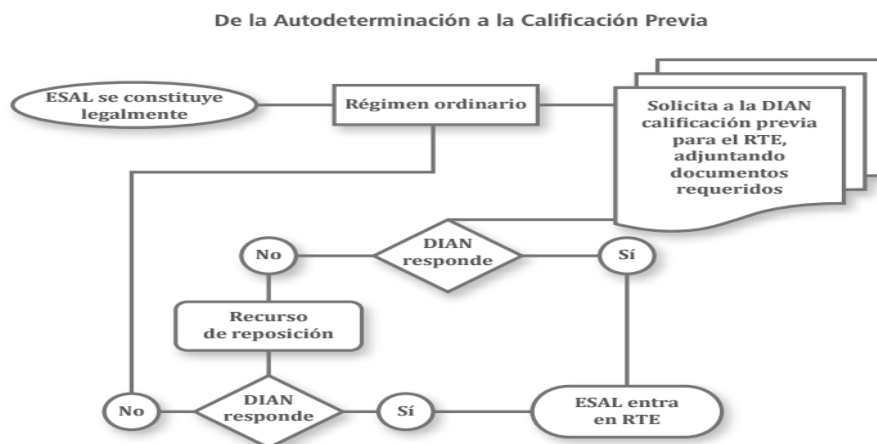 De la Autodeterminación a la Calificación Previa
ESAL se constituye
legalmente
Régimen ordinario
Solicita a la DIAN
calificación previa
para el RTE,
adjuntando
documentos
requeridos
No
DIAN
responde
Sí
Recurso
de reposición
No
DIAN
responde
Sí
ESAL entra
en RTE